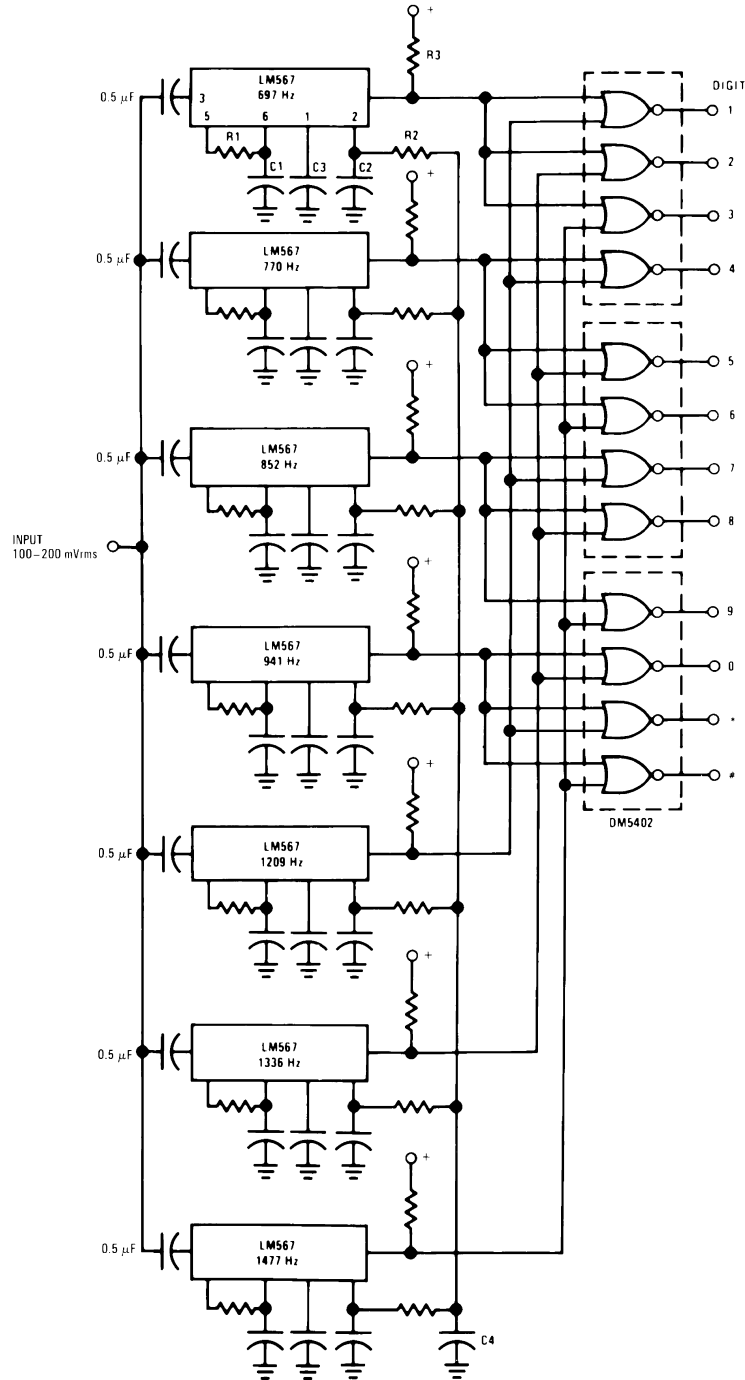 +
R3
LM567
697 Hz
0.5 µF
3
5
6
1
2
DIGIT
1
2
3
4
R1
R2
C1
C3
C2
+
0.5 µF
LM567
770 Hz
+
5
6
7
8
0.5 µF
LM567
852 Hz
INPUT
100–200 mVrms
+
9
0
*
#
0.5 µF
LM567
941 Hz
+
DM5402
0.5 µF
LM567
1209 Hz
+
0.5 µF
LM567
1336 Hz
+
0.5 µF
LM567
1477 Hz
C4